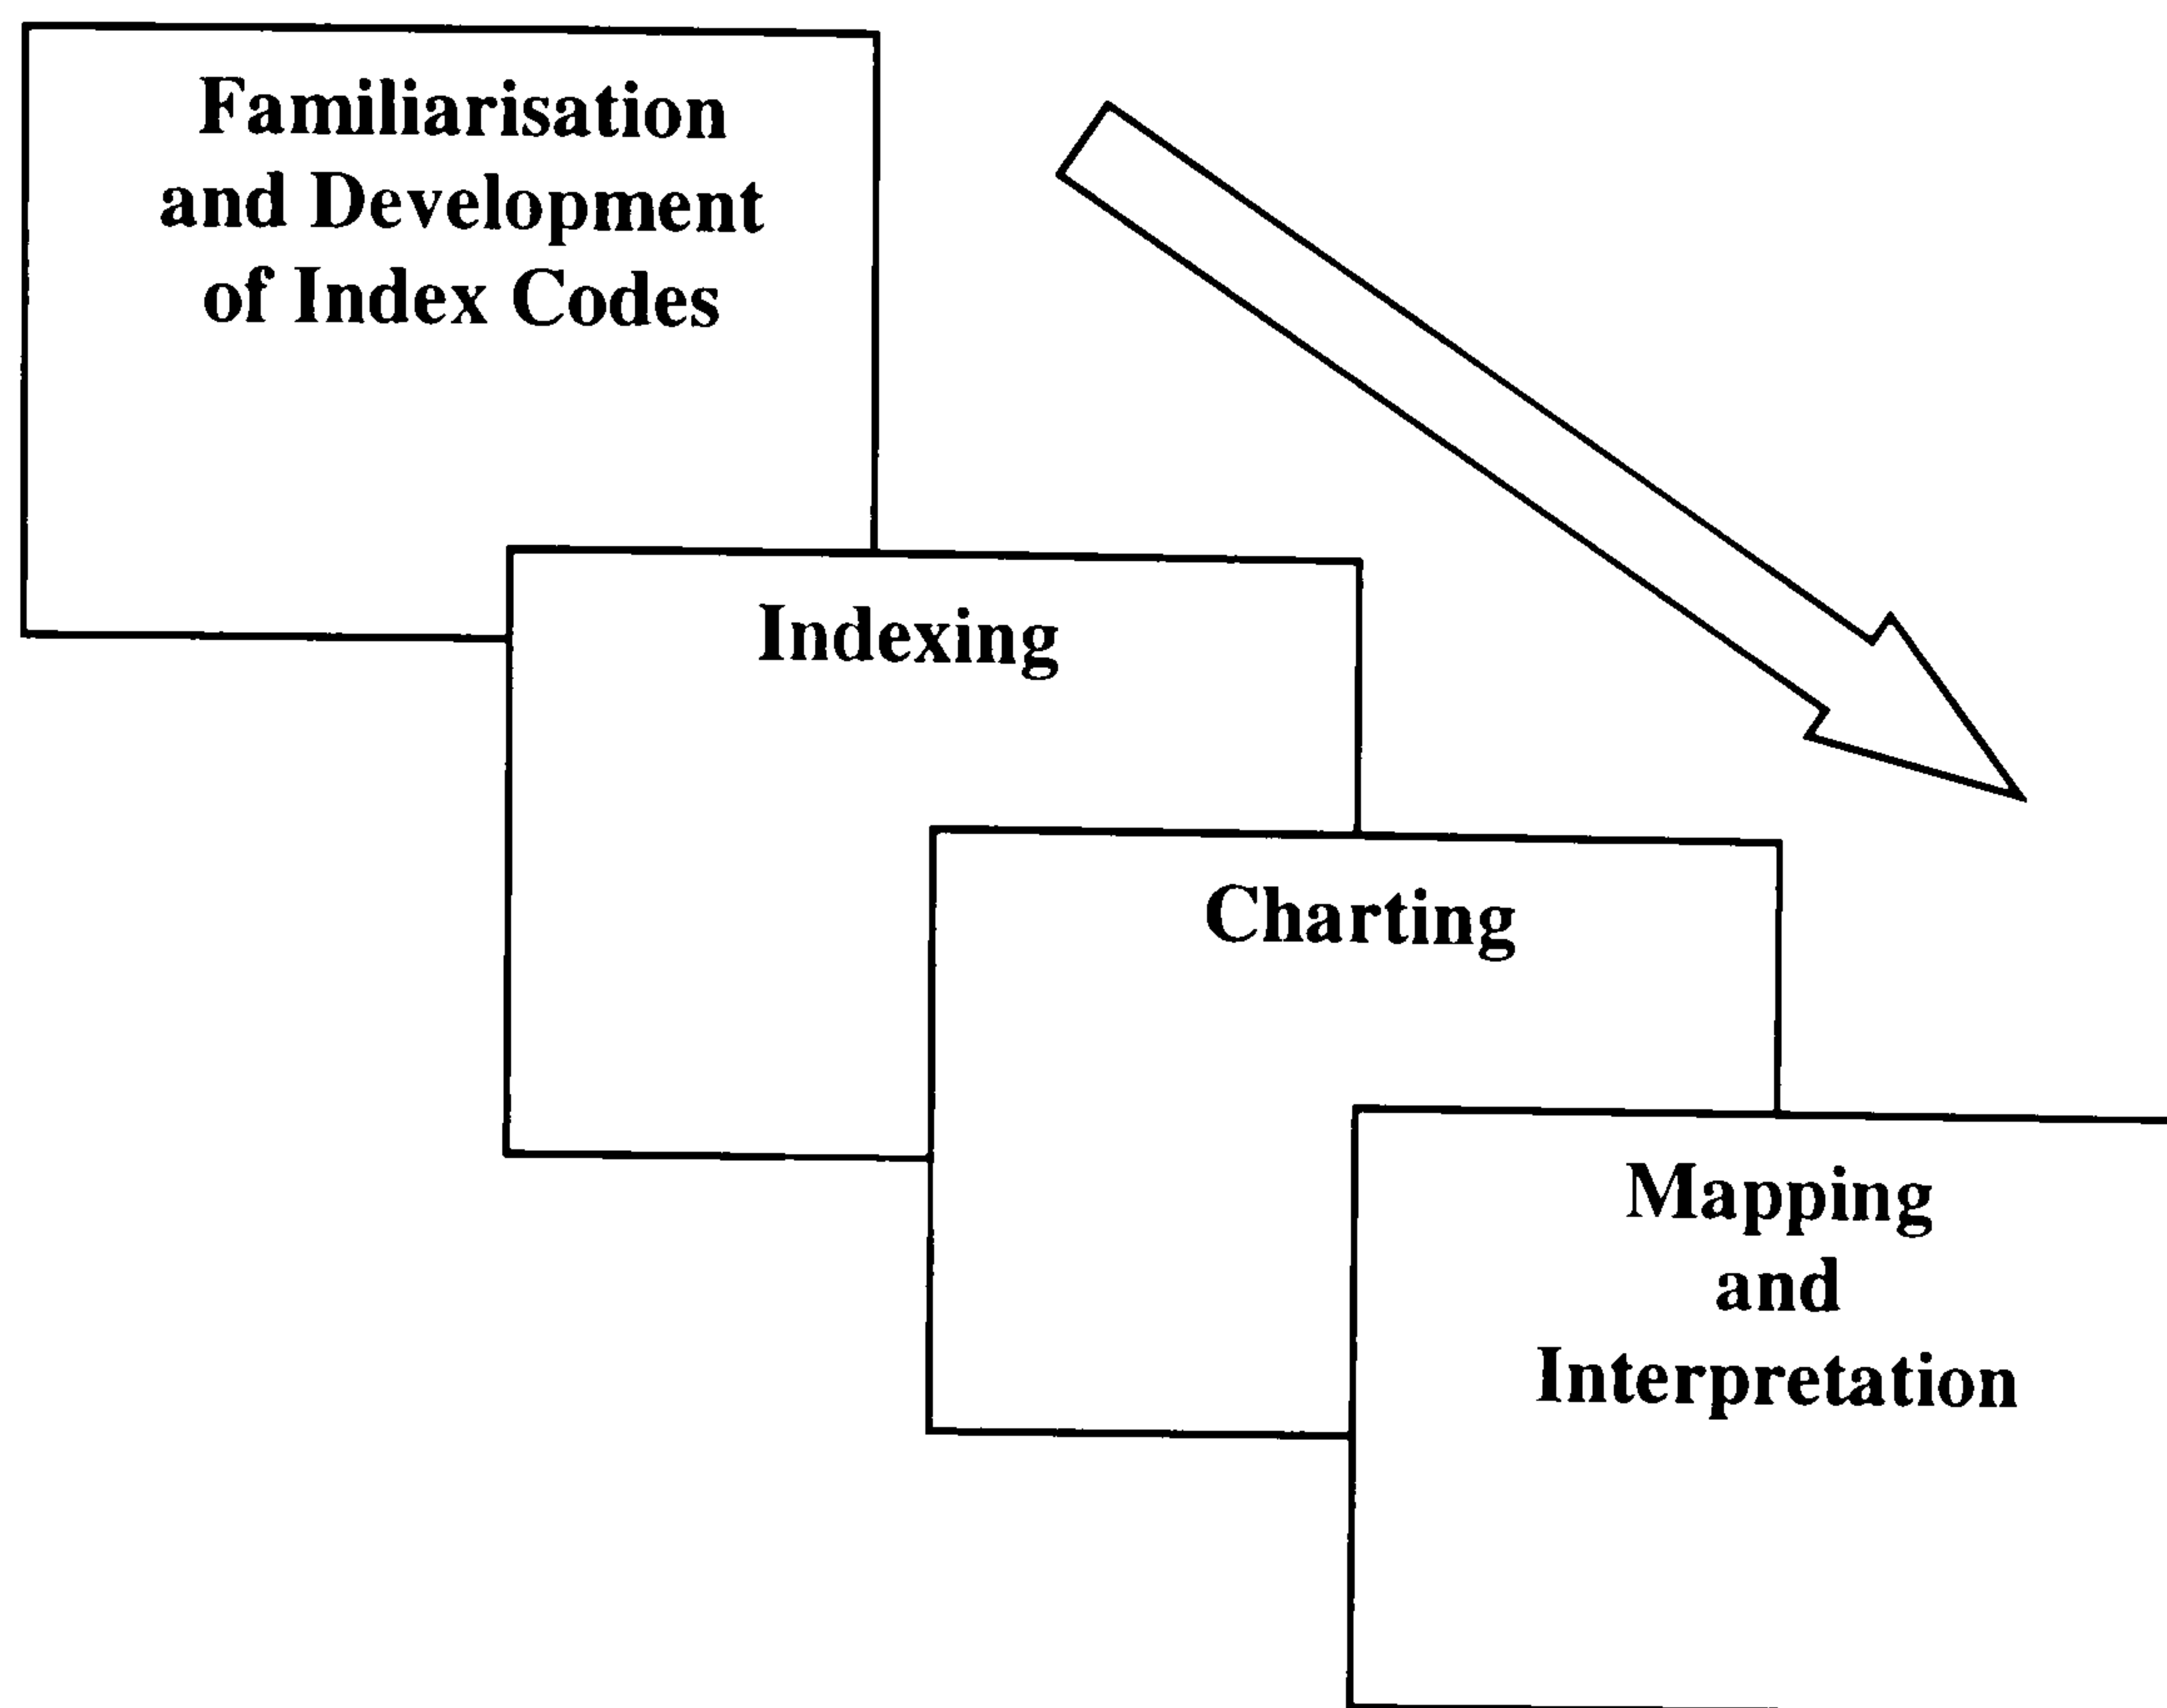 Familiarisation
and Development
of Index Codes
Indexing
Charting
Mapping
and
Interpretation